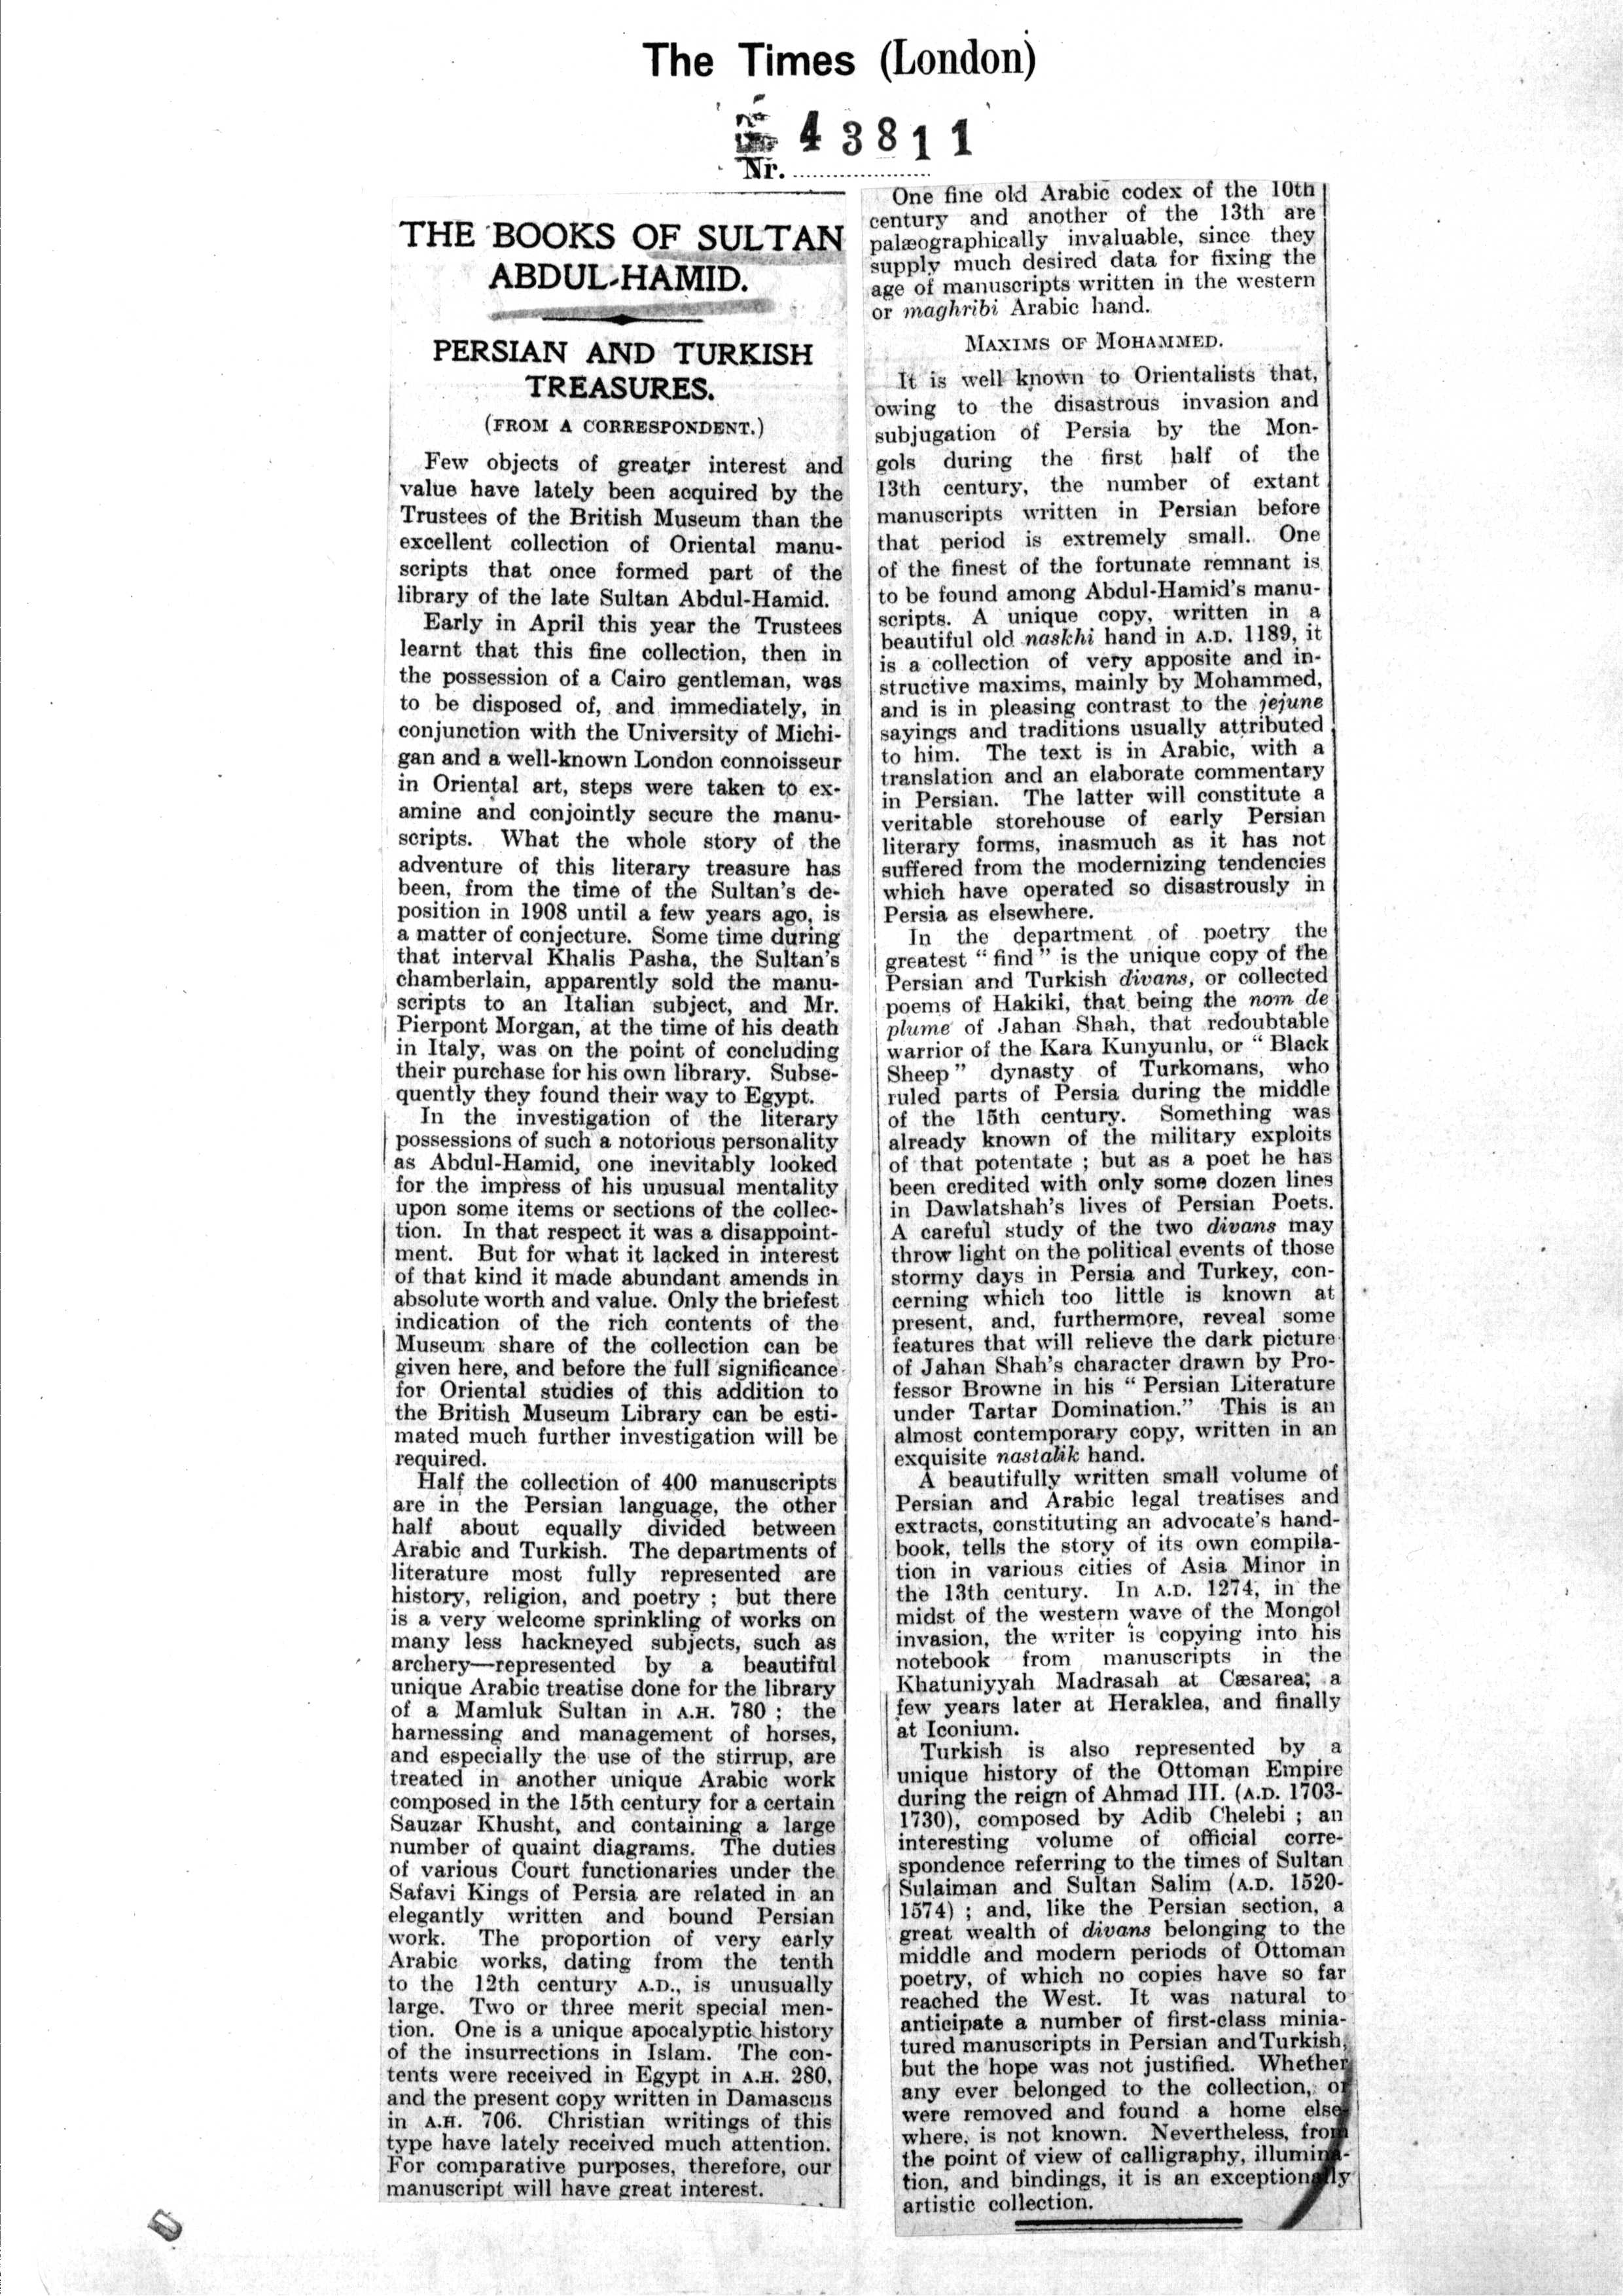 The Times (London)
43811
Nr.
THE BOOKS OF SULTAN
ABDUL-HAMID.
PERSIAN AND TURKISH
TREASURES.
(FROM A CORRESPONDENT.)
Few objects of greater interest and
value have lately been acquired by the
Trustees of the British Museum than the
excellent collection of Oriental manu-
scripts that once formed part of the
library of the late Sultan Abdul-Hamid.
Early in April this year the Trustees
learnt that this fine collection, then in
the possession of a Cairo gentleman, was
to be disposed of, and immediately, in
conjunction with the University of Michi-
gan and a well-known London connoisseur
in Oriental art, steps were taken to ex-
amine and conjointly secure the manu-
scripts. What the whole story of the
adventure of this literary treasure has
been, from the time of the Sultan's de-
position in 1908 until a few years ago, is
a matter of conjecture. Some time during
that interval Khalis Pasha, the Sultan's
chamberlain, apparently sold the manu-
scripts to an Italian subject, and Mr.
Pierpont Morgan, at the time of his death
in Italy, was on the point of concluding
their purchase for his own library. Subse-
quently they found their way to Egypt.
In the investigation of the literary
possessions of such a notorious personality
as Abdul-Hamid, one inevitably looked
for the impress of his unusual mentality
upon some items or sections of the collec-
tion. In that respect it was a disappoint-
ment. But for what it lacked in interest
of that kind it made abundant amends in
absolute worth and value. Only the briefest
indication of the rich contents of the
Museum share of the collection can be
given here, and before the full significance
for Oriental studies of this addition to
the British Museum Library can be esti-
mated much further investigation will be
required.
Half the collection of 400 manuscripts
are in the Persian language, the other
half about equally divided between
Arabic and Turkish. The departments of
literature most fully represented are
history, religion, and poetry ; but there
is a very welcome sprinkling of works on
many less hackneyed subjects, such as
archery—represented by a beautiful
unique Arabic treatise done for the library
of a Mamluk Sultan in A.H. 780 ; the
harnessing and management of horses,
and especially the use of the stirrup, are
treated in another unique Arabic work
composed in the 15th century for a certain
Sauzar Khusht, and containing a large
number of quaint diagrams. The duties
of various Court functionaries under the
Safavi Kings of Persia are related in an
elegantly written and bound Persian
work. The proportion of very early
Arabic works, dating from the tenth
to the 12th century A.D., is unusually
large. Two or three merit special men-
tion. One is a unique apocalyptic history
of the insurrections in Islam. The con-
tents were received in Egypt in A.H. 280,
and the present copy written in Damascus
in A.H. 706. Christian writings of this
type have lately received much attention.
For comparative purposes, therefore, our
manuscript will have great interest.
One fine old Arabic codex of the 10th
century and another of the 13th are
palæographically invaluable, since they
supply much desired data for fixing the
age of manuscripts written in the western
or maghribi Arabic hand.
MAXIMS OF MOHAMMED.
It is well known to Orientalists that,
owing to the disastrous invasion and
subjugation of Persia by the Mon-
gols during the first half of the
13th century, the number of extant
manuscripts written in Persian before
that period is extremely small. One
of the finest of the fortunate remnant is
to be found among Abdul-Hamid's manu-
scripts. A unique copy, written in a
beautiful old naskhi hand in A.D. 1189, it
is a collection of very apposite and in-
structive maxims, mainly by Mohammed,
and is in pleasing contrast to the jejune
sayings and traditions usually attributed
to him. The text is in Arabic, with a
translation and an elaborate commentary
in Persian. The latter will constitute a
veritable storehouse of early Persian
literary forms, inasmuch as it has not
suffered from the modernizing tendencies
which have operated so disastrously in
Persia as elsewhere.
In the department of poetry the
greatest " find " is the unique copy of the
Persian and Turkish divans, or collected
poems of Hakiki, that being the nom de
plume of Jahan Shah, that redoubtable
warrior of the Kara Kunyunlu, or " Black
Sheep " dynasty of Turkomans, who
ruled parts of Persia during the middle
of the 15th century. Something was
already known of the military exploits
of that potentate ; but as a poet he has
been credited with only some dozen lines
in Dawlatshah's lives of Persian Poets.
A careful study of the two divans may
throw light on the political events of those
stormy days in Persia and Turkey, con-
cerning which too little is known at
present, and, furthermore, reveal some
features that will relieve the dark picture
of Jahan Shah's character drawn by Pro-
fessor Browne in his " Persian Literature
under Tartar Domination." This is an
almost contemporary copy, written in an
exquisite nastalik hand.
A beautifully written small volume of
Persian and Arabic legal treatises and
extracts, constituting an advocate's hand-
book, tells the story of its own compila-
tion in various cities of Asia Minor in
the 13th century. In A.D. 1274, in the
midst of the western wave of the Mongol
invasion, the writer is copying into his
notebook from manuscripts in the
Khatuniyyah Madrasah at Cæsarea; a
few years later at Heraklea, and finally
at Iconium.
Turkish is also represented by a
unique history of the Ottoman Empire
during the reign of Ahmad III. (A.D. 1703-
1730), composed by Adib Chelebi ; an
interesting volume of official corre-
spondence referring to the times of Sultan
Sulaiman and Sultan Salim (A.D. 1520-
1574) ; and, like the Persian section, a
great wealth of divans belonging to the
middle and modern periods of Ottoman
poetry, of which no copies have so far
reached the West. It was natural to
anticipate a number of first-class minia-
tured manuscripts in Persian and Turkish,
but the hope was not justified. Whether
any ever belonged to the collection, or
were removed and found a home else
where, is not known. Nevertheless, from
the point of view of calligraphy, illumina-
tion, and bindings, it is an exceptionally
artistic collection.
D